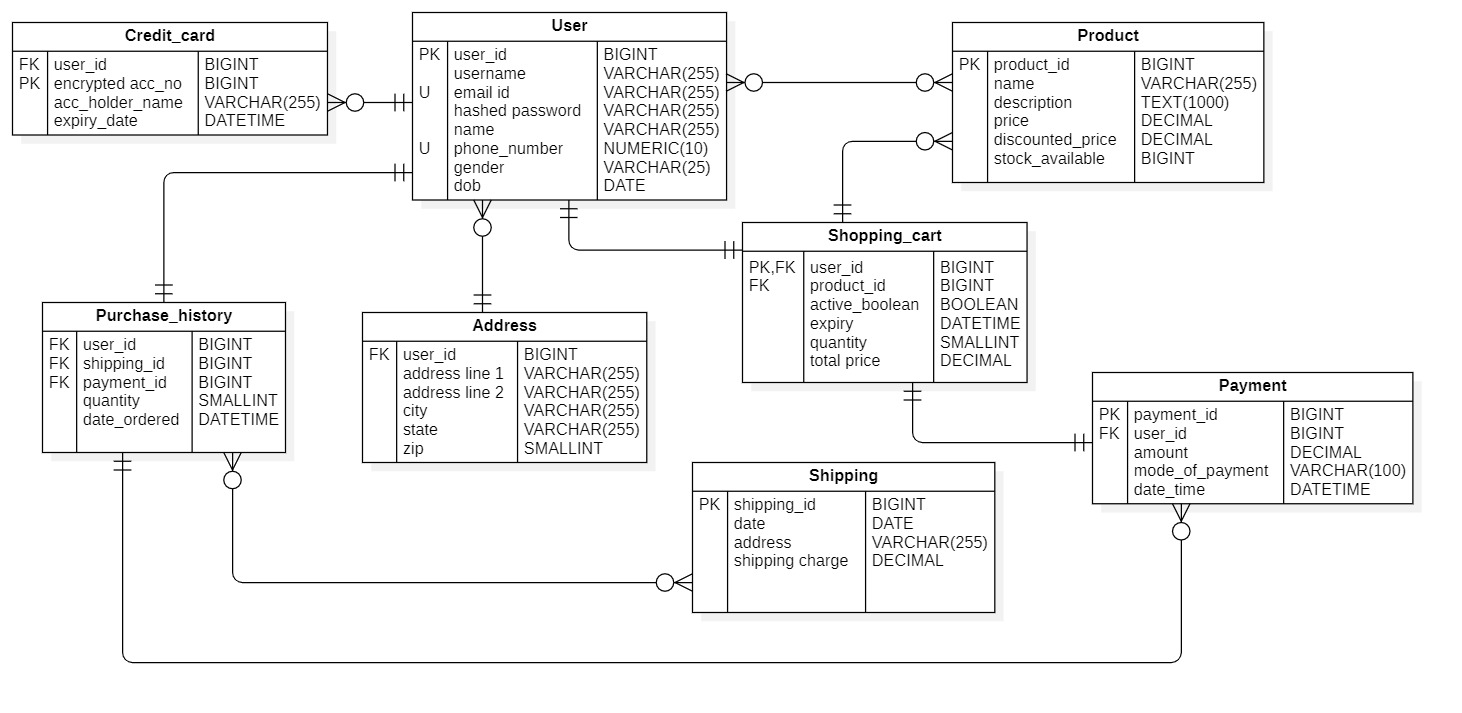 Credit_card
FK user_id BIGINT
PK encrypted acc_no BIGINT
acc_holder_name VARCHAR(255)
expiry_date DATETIME
User
PK user_id BIGINT
username VARCHAR(255)
U email id VARCHAR(255)
hashed password VARCHAR(255)
name VARCHAR(255)
U phone_number NUMERIC(10)
gender VARCHAR(25)
dob DATE
Product
PK product_id BIGINT
name VARCHAR(255)
description TEXT(1000)
price DECIMAL
discounted_price DECIMAL
stock_available BIGINT
Shopping_cart
PK,FK user_id BIGINT
FK product_id BIGINT
active_boolean BOOLEAN
expiry DATETIME
quantity SMALLINT
total price DECIMAL
Purchase_history
FK user_id BIGINT
FK shipping_id BIGINT
FK payment_id BIGINT
quantity SMALLINT
date_ordered DATETIME
Address
FK user_id BIGINT
address line 1 VARCHAR(255)
address line 2 VARCHAR(255)
city VARCHAR(255)
state VARCHAR(255)
zip SMALLINT
Payment
PK payment_id BIGINT
FK user_id BIGINT
amount DECIMAL
mode_of_payment VARCHAR(100)
date_time DATETIME
Shipping
PK shipping_id BIGINT
date DATE
address VARCHAR(255)
shipping charge DECIMAL